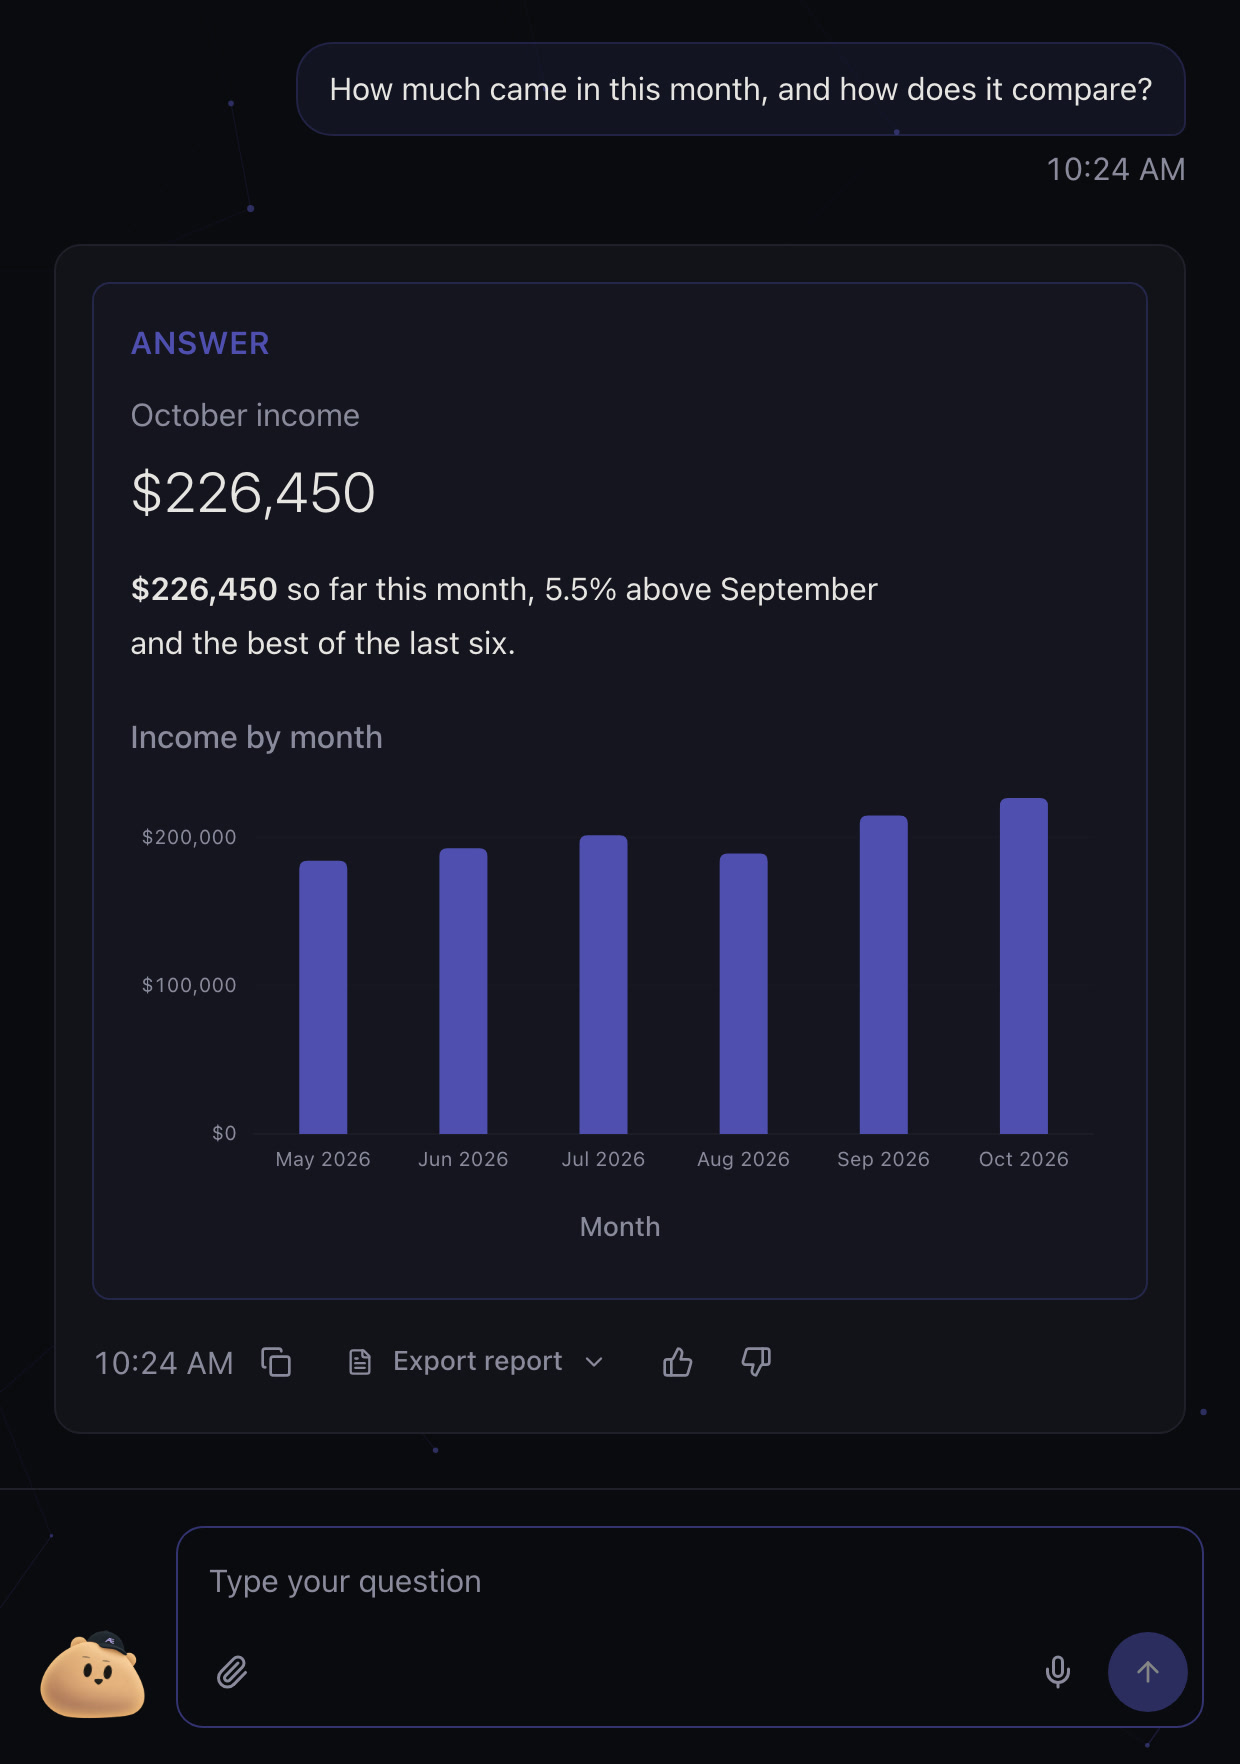 How much came in this month, and how does it compare?
10:24 AM
ANSWER
October income
$226,450
$226,450 so far this month, 5.5% above September
and the best of the last six.
Income by month
$200,000
$100,000
$0
May 2026
Jun 2026
Jul 2026
Aug 2026
Sep 2026
Oct 2026
Month
10:24 AM
Export report
Type your question